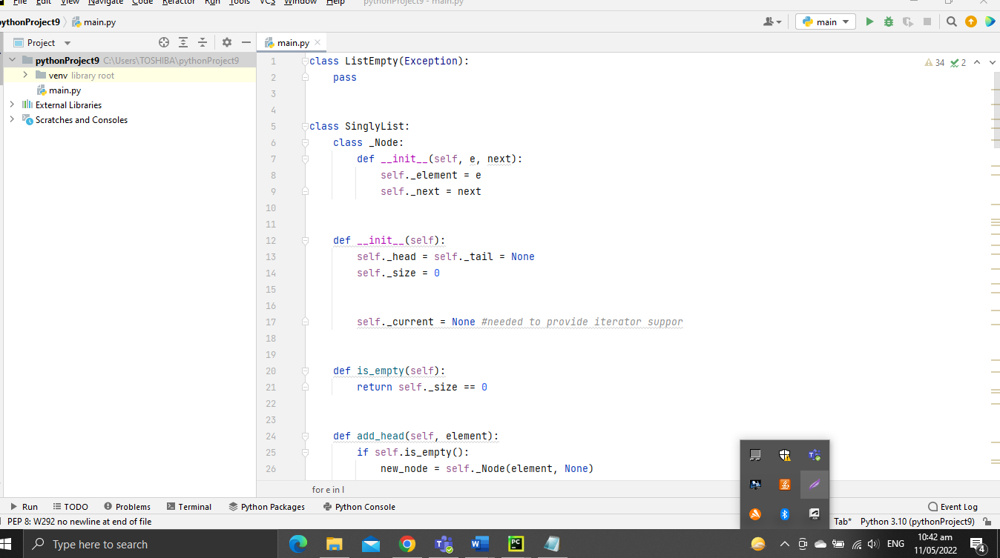 File Edit View Navigate Code Refactor Run Tools VCS Window Help pythonProject9 - main.py
pythonProject9 main.py
main
Project
main.py
34 2
pythonProject9 C:\Users\TOSHIBA\pythonProject9
venv library root
main.py
External Libraries
Scratches and Consoles
1 class ListEmpty(Exception):
2 pass
3
4
5 class SinglyList:
6 class _Node:
7 def __init__(self, e, next):
8 self._element = e
9 self._next = next
10
11
12 def __init__(self):
13 self._head = self._tail = None
14 self._size = 0
15
16
17 self._current = None #needed to provide iterator suppor
18
19
20 def is_empty(self):
21 return self._size == 0
22
23
24 def add_head(self, element):
25 if self.is_empty():
26 new_node = self._Node(element, None)
for e in l
Run TODO Problems Terminal Python Packages Python Console Event Log
PEP 8: W292 no newline at end of file
Tab* Python 3.10 (pythonProject9)
Type here to search
PC
ENG
10:42 am
11/05/2022
4